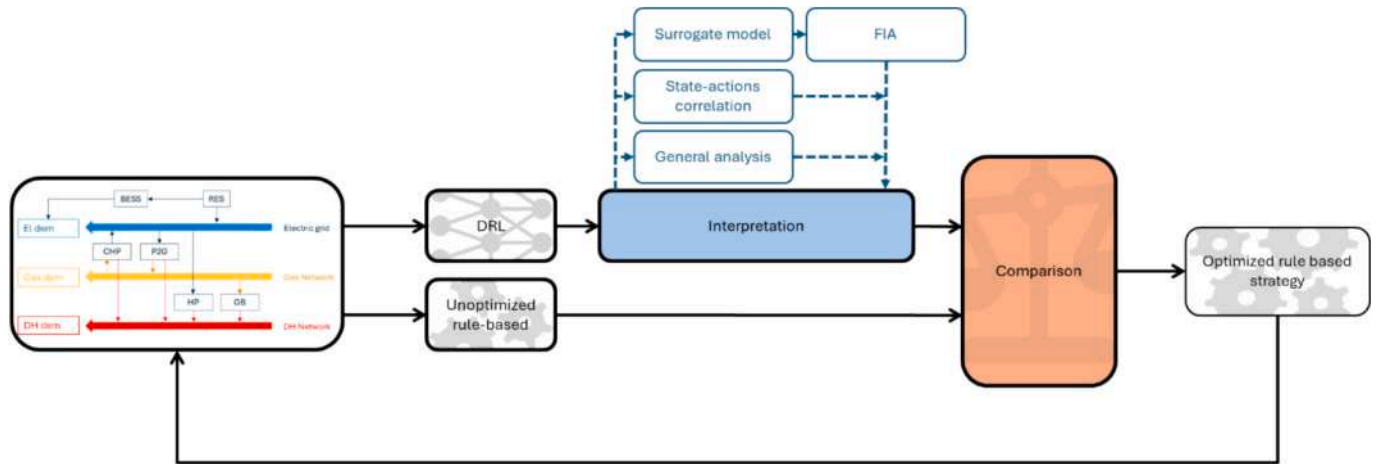 Surrogate model
FIA
State-actions
correlation
General analysis
BESS
RES
El dem
Electric grid
CHP
P2G
Gas dem
Gas Network
HP
GB
DH dem
DH Network
DRL
Interpretation
Unoptimized
rule-based
Comparison
Optimized rule based
strategy